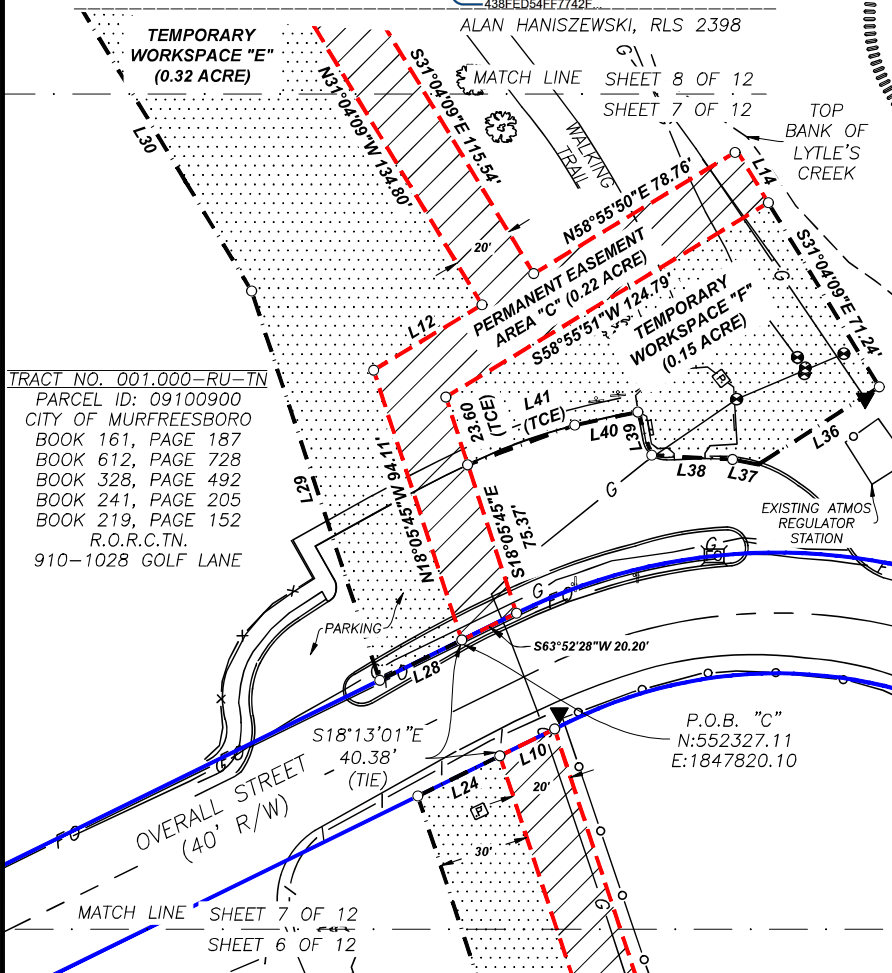 438FED54FF7742F...
ALAN HANISZEWSKI, RLS 2398
TEMPORARY
WORKSPACE "E"
(0.32 ACRE)
MATCH LINE SHEET 8 OF 12
SHEET 7 OF 12
G
TOP
BANK OF
LYTLE'S
CREEK
L30
N31°04'09"W 134.80'
S31°04'09"E 115.54'
WALKING
TRAIL
L14
N58°55'50"E 78.76'
20'
PERMANENT EASEMENT
AREA "C" (0.22 ACRE)
S58°55'51"W 124.79'
TEMPORARY
WORKSPACE "F"
(0.15 ACRE)
S31°04'09"E 71.24'
G
L12
TRACT NO. 001.000-RU-TN
PARCEL ID: 09100900
CITY OF MURFREESBORO
BOOK 161, PAGE 187
BOOK 612, PAGE 728
BOOK 328, PAGE 492
BOOK 241, PAGE 205
BOOK 219, PAGE 152
R.O.R.C.TN.
910-1028 GOLF LANE
23.60
(TCE)
L41
(TCE)
L40
L39
L38
L37
L36
L29
N18°05'45"W 94.11'
S18°05'45"E
75.37'
G
EXISTING ATMOS
REGULATOR
STATION
G
G
FO
PARKING
S63°52'28"W 20.20'
L28
FO
S18°13'01"E
40.38'
(TIE)
P.O.B. "C"
N:552327.11
E:1847820.10
L10
G
L24
20'
P
30'
FO
OVERALL STREET
(40' R/W)
FO
G
MATCH LINE SHEET 7 OF 12
SHEET 6 OF 12